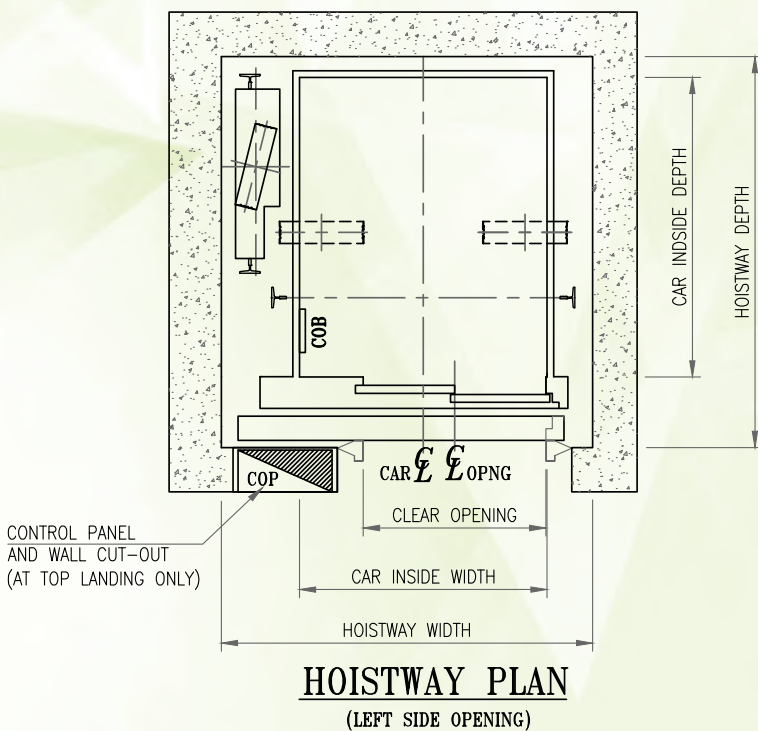 CAR INDSIDE DEPTH
HOISTWAY DEPTH
COB
CAR ℄ ℄ OPNG
COP
CLEAR OPENING
CONTROL PANEL
AND WALL CUT-OUT
(AT TOP LANDING ONLY)
CAR INSIDE WIDTH
HOISTWAY WIDTH
HOISTWAY PLAN
(LEFT SIDE OPENING)